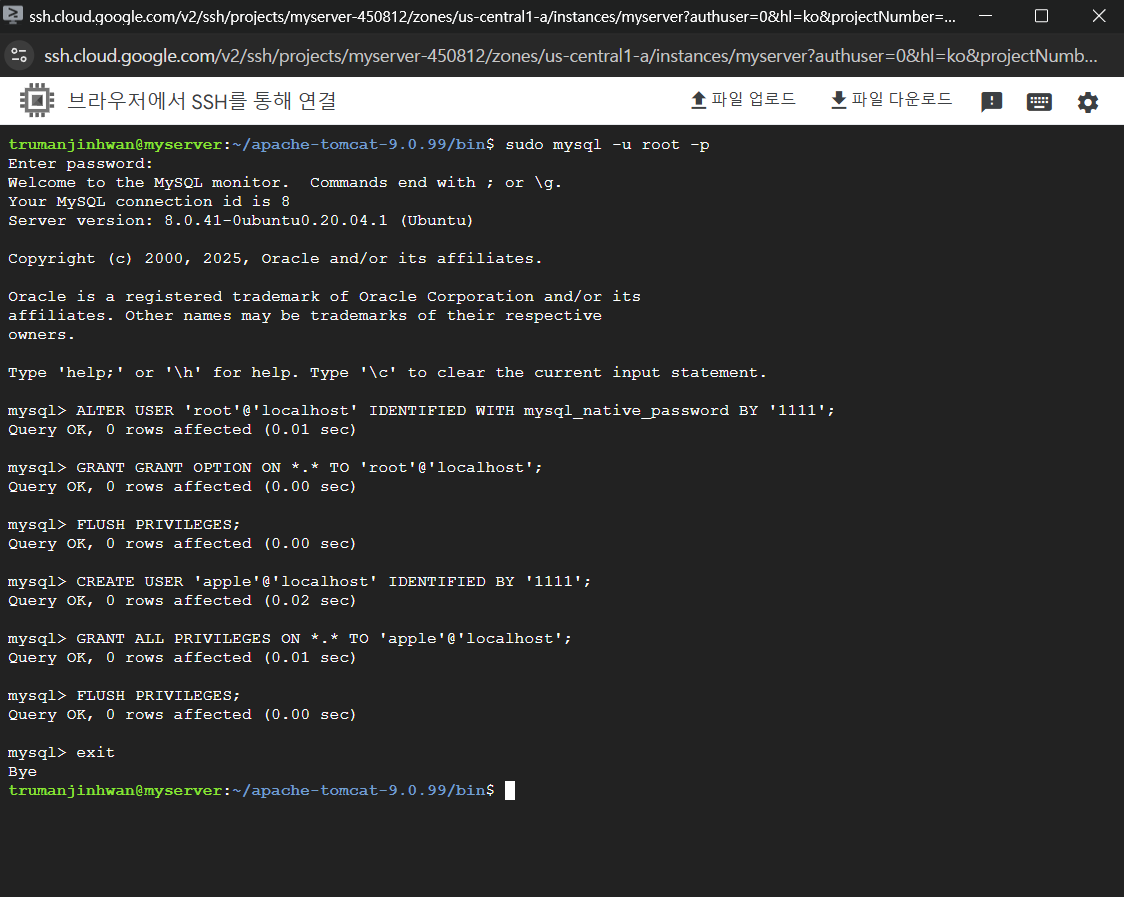 ssh.cloud.google.com/v2/ssh/projects/myserver-450812/zones/us-central1-a/instances/myserver?authuser=0&hl=ko&projectNumber=...
ssh.cloud.google.com/v2/ssh/projects/myserver-450812/zones/us-central1-a/instances/myserver?authuser=0&hl=ko&projectNumb...
브라우저에서 SSH를 통해 연결
파일 업로드
파일 다운로드
trumanjinhwan@myserver:~/apache-tomcat-9.0.99/bin$ sudo mysql -u root -p
Enter password:
Welcome to the MySQL monitor.  Commands end with ; or \g.
Your MySQL connection id is 8
Server version: 8.0.41-0ubuntu0.20.04.1 (Ubuntu)
Copyright (c) 2000, 2025, Oracle and/or its affiliates.
Oracle is a registered trademark of Oracle Corporation and/or its
affiliates. Other names may be trademarks of their respective
owners.
Type 'help;' or '\h' for help. Type '\c' to clear the current input statement.
mysql> ALTER USER 'root'@'localhost' IDENTIFIED WITH mysql_native_password BY '1111';
Query OK, 0 rows affected (0.01 sec)
mysql> GRANT GRANT OPTION ON *.* TO 'root'@'localhost';
Query OK, 0 rows affected (0.00 sec)
mysql> FLUSH PRIVILEGES;
Query OK, 0 rows affected (0.00 sec)
mysql> CREATE USER 'apple'@'localhost' IDENTIFIED BY '1111';
Query OK, 0 rows affected (0.02 sec)
mysql> GRANT ALL PRIVILEGES ON *.* TO 'apple'@'localhost';
Query OK, 0 rows affected (0.01 sec)
mysql> FLUSH PRIVILEGES;
Query OK, 0 rows affected (0.00 sec)
mysql> exit
Bye
trumanjinhwan@myserver:~/apache-tomcat-9.0.99/bin$